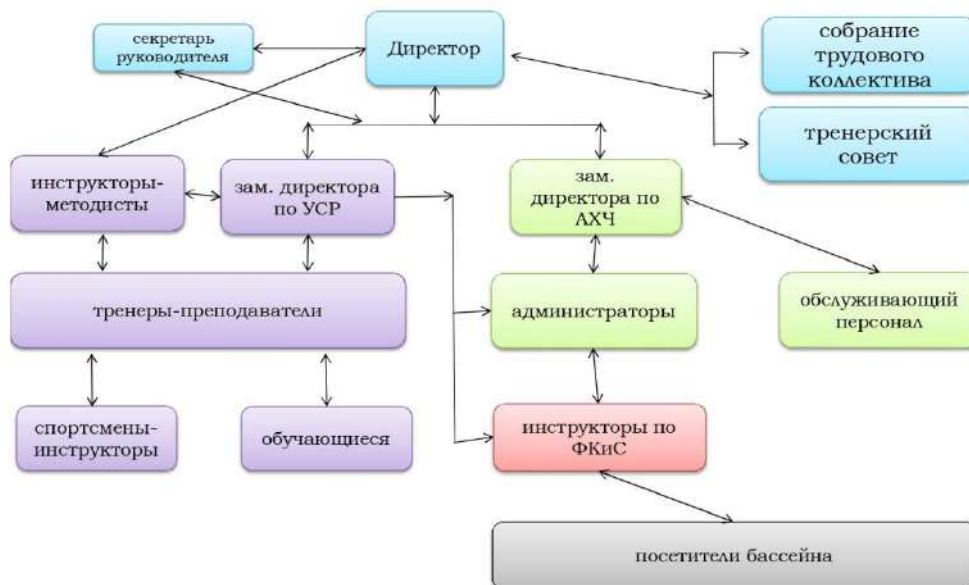 секретарь
руководителя
Директор
собрание
трудового
коллектива
тренерский
совет
инструкторы-
методисты
зам. директора
по УСР
зам.
директора по
АХЧ
тренеры-преподаватели
администраторы
обслуживающий
персонал
спортсмены-
инструкторы
обучающиеся
инструкторы по
ФКиС
посетители бассейна